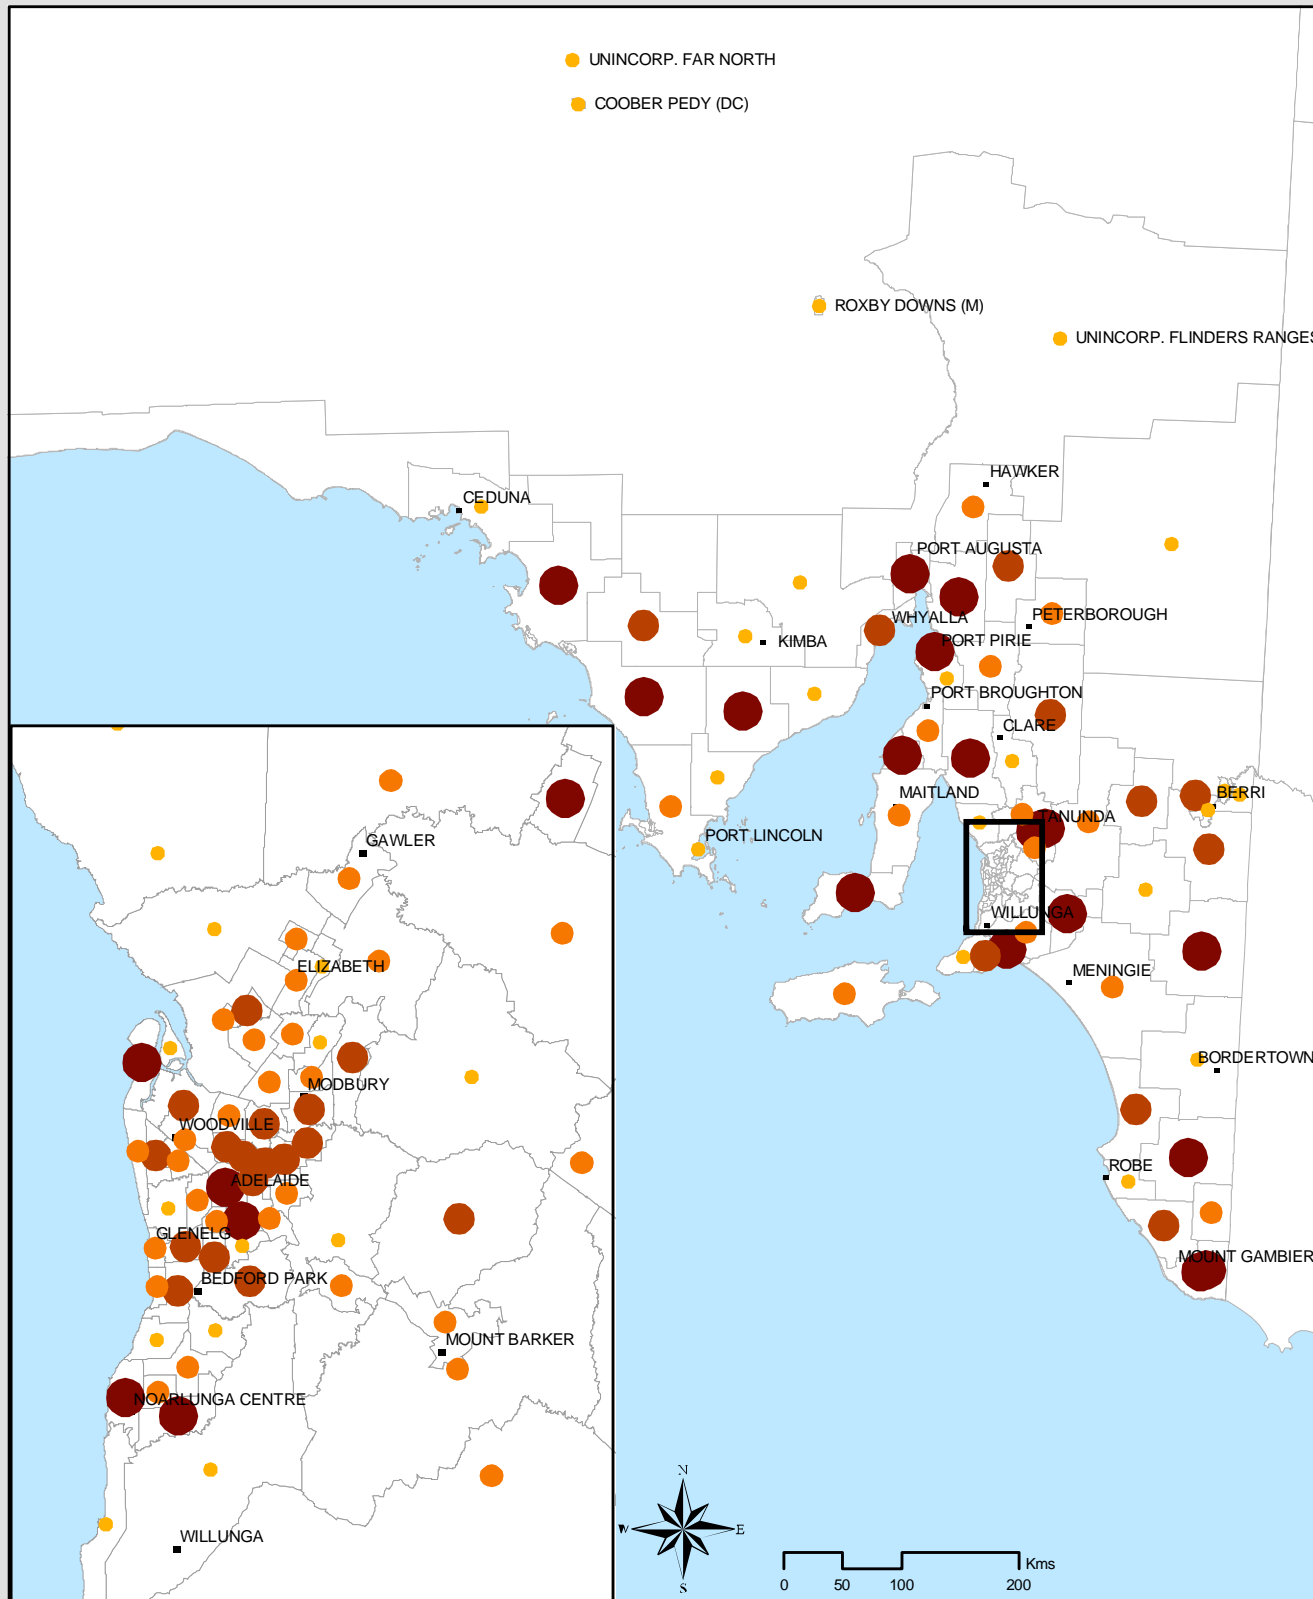 UNINCORP. FAR NORTH
COOBER PEDY (DC)
ROXBY DOWNS (M)
UNINCORP. FLINDERS RANGES
HAWKER
CEDUNA
PORT AUGUSTA
WHYALLA
PETERBOROUGH
KIMBA
PORT PIRIE
PORT BROUGHTON
CLARE
MAITLAND
BERRI
TANUNDA
PORT LINCOLN
WILLUNGA
MENINGIE
BORDERTOWN
ROBE
MOUNT GAMBIER
GAWLER
ELIZABETH
MODBURY
WOODVILLE
ADELAIDE
GLENELG
BEDFORD PARK
MOUNT BARKER
NOARLUNGA CENTRE
WILLUNGA
N
W
E
S
Kms
0 50 100 200